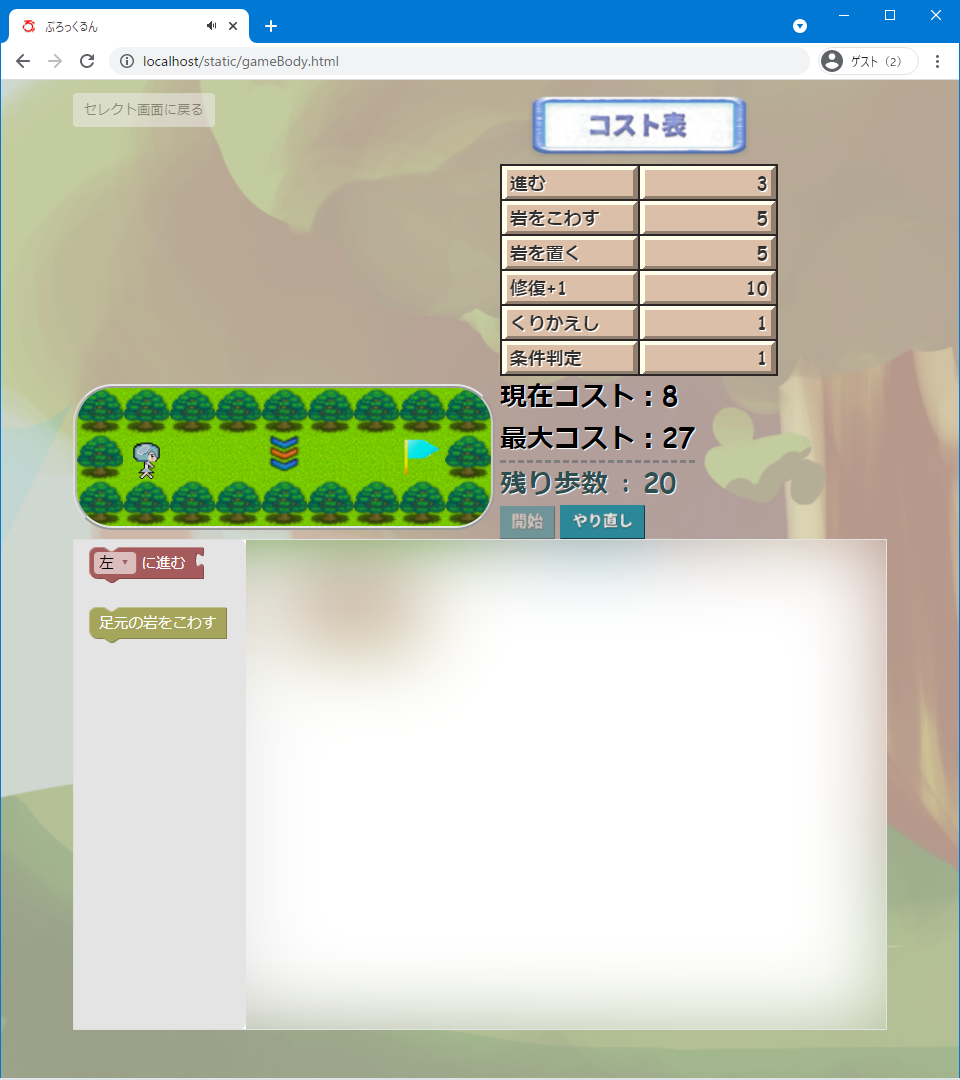 ぶろっくるん
localhost/static/gameBody.html
ゲスト（2）
セレクト画面に戻る
コスト表
進む 3
岩をこわす 5
岩を置く 5
修復+1 10
くりかえし 1
条件判定 1
現在コスト：8
最大コスト：27
残り歩数 ： 20
開始 やり直し
左 に進む
足元の岩をこわす